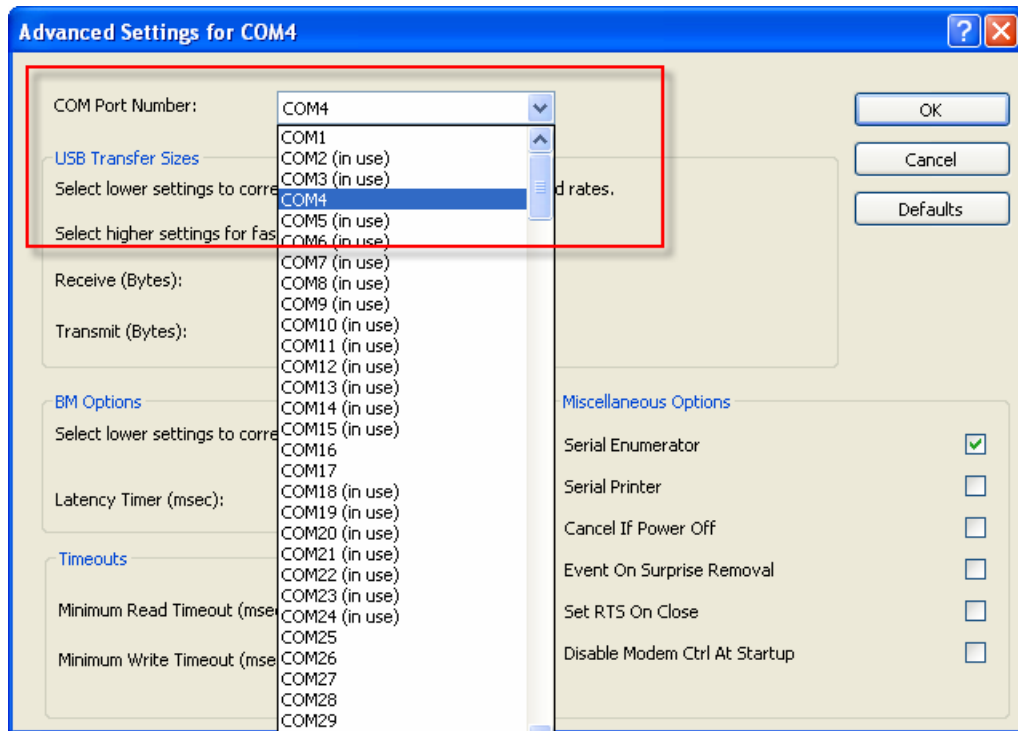 Advanced Settings for COM4
COM Port Number:
COM4
OK
Cancel
Defaults
COM1
COM2 (in use)
COM3 (in use)
COM4
COM5 (in use)
COM6 (in use)
COM7 (in use)
COM8 (in use)
COM9 (in use)
COM10 (in use)
COM11 (in use)
COM12 (in use)
COM13 (in use)
COM14 (in use)
COM15 (in use)
COM16
COM17
COM18 (in use)
COM19 (in use)
COM20 (in use)
COM21 (in use)
COM22 (in use)
COM23 (in use)
COM24 (in use)
COM25
COM26
COM27
COM28
COM29
USB Transfer Sizes
Select lower settings to corre d rates.
Select higher settings for fas
Receive (Bytes):
Transmit (Bytes):
BM Options
Select lower settings to corre
Latency Timer (msec):
Timeouts
Minimum Read Timeout (msec
Minimum Write Timeout (mse
Miscellaneous Options
Serial Enumerator
Serial Printer
Cancel If Power Off
Event On Surprise Removal
Set RTS On Close
Disable Modem Ctrl At Startup